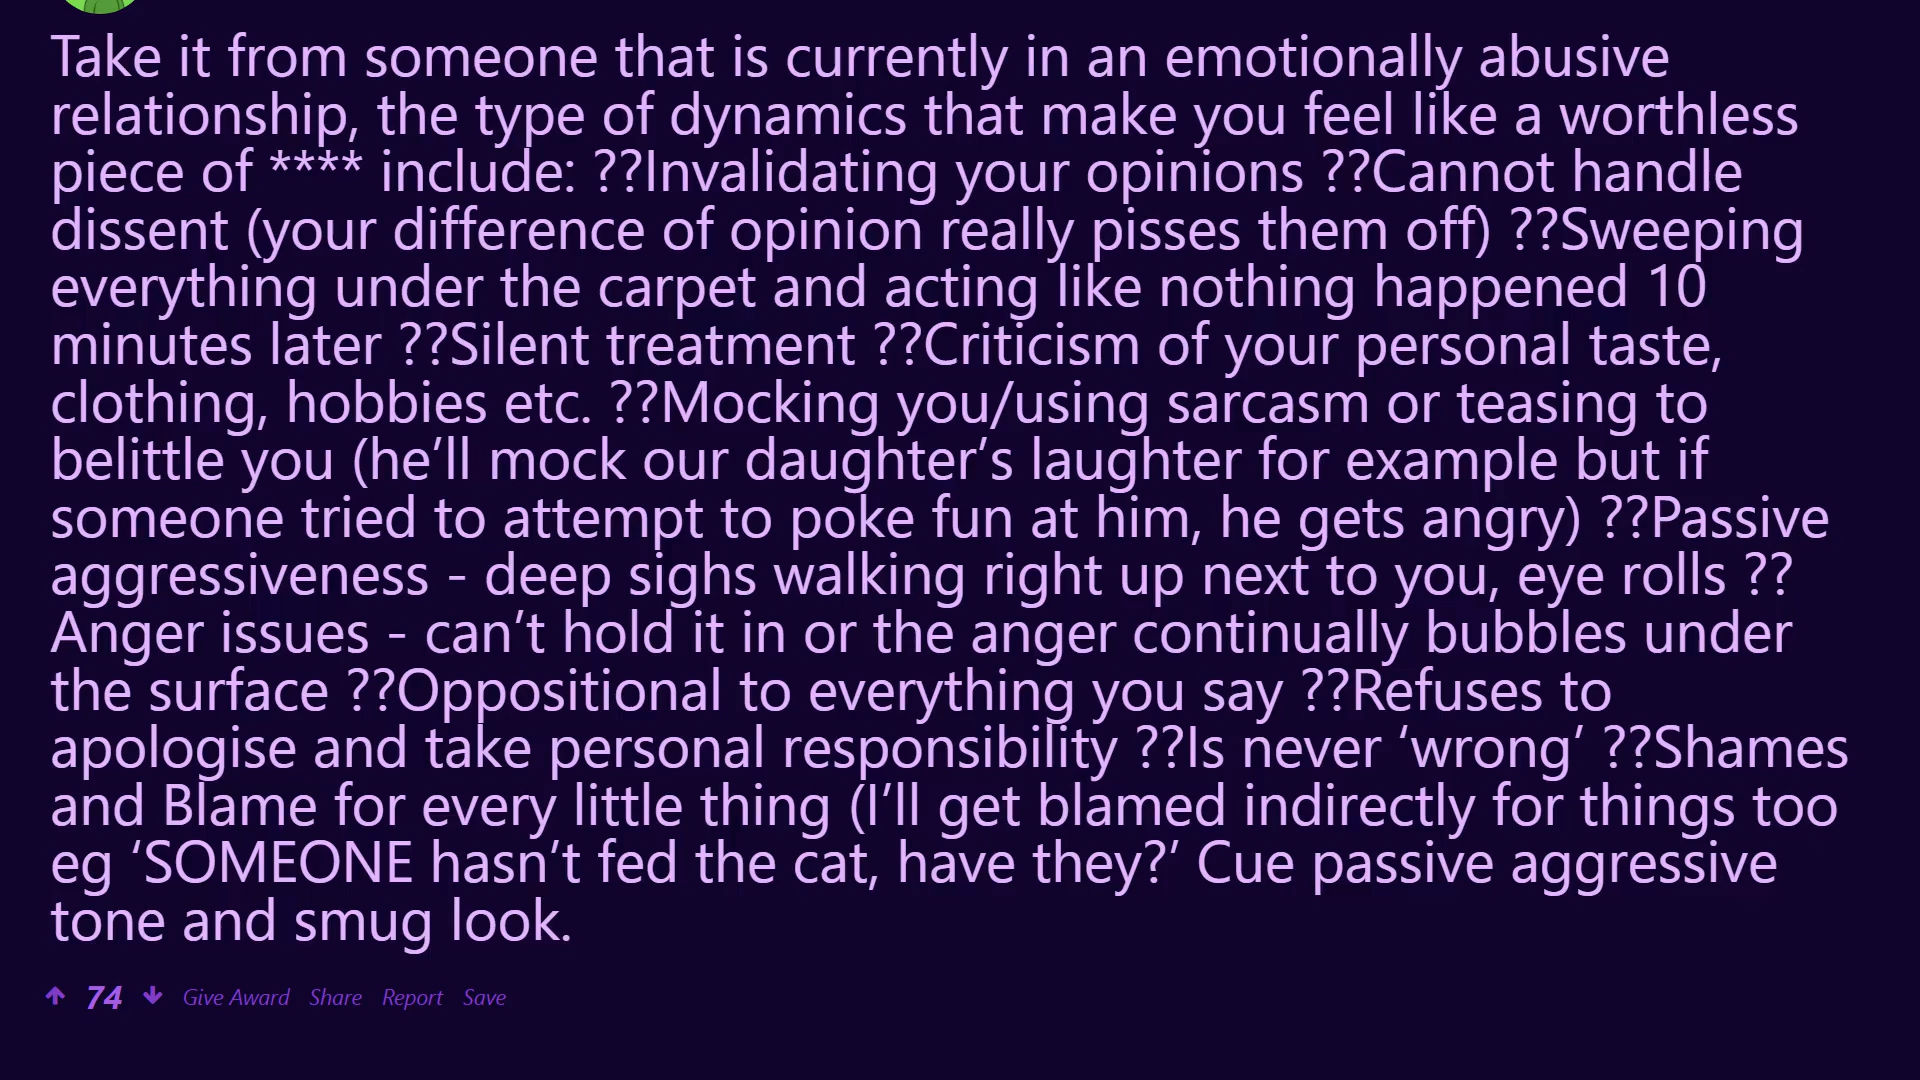 Take it from someone that is currently in an emotionally abusive
relationship, the type of dynamics that make you feel like a worthless
piece of **** include: ??Invalidating your opinions ??Cannot handle
dissent (your difference of opinion really pisses them off) ??Sweeping
everything under the carpet and acting like nothing happened 10
minutes later ??Silent treatment ??Criticism of your personal taste,
clothing, hobbies etc. ??Mocking you/using sarcasm or teasing to
belittle you (he’ll mock our daughter’s laughter for example but if
someone tried to attempt to poke fun at him, he gets angry) ??Passive
aggressiveness - deep sighs walking right up next to you, eye rolls ??
Anger issues - can’t hold it in or the anger continually bubbles under
the surface ??Oppositional to everything you say ??Refuses to
apologise and take personal responsibility ??Is never ‘wrong’ ??Shames
and Blame for every little thing (I’ll get blamed indirectly for things too
eg ‘SOMEONE hasn’t fed the cat, have they?’ Cue passive aggressive
tone and smug look.
74 Give Award Share Report Save